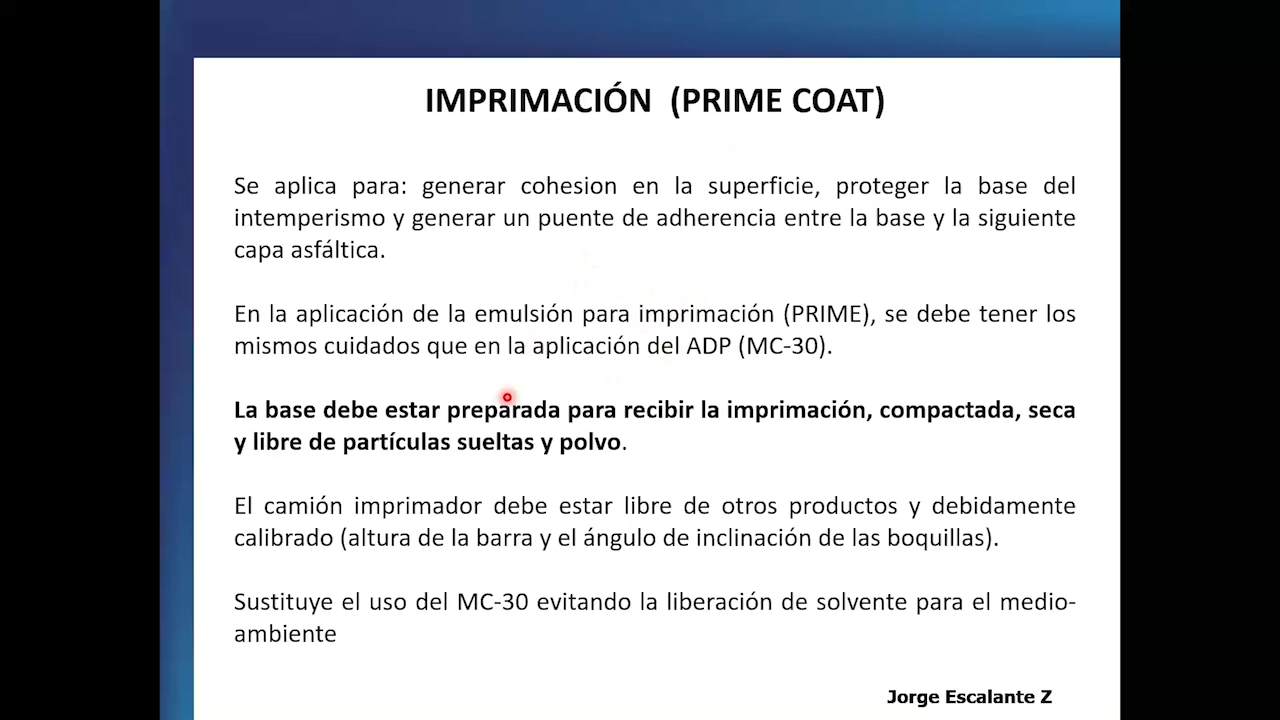 IMPRIMACIÓN (PRIME COAT)
Se aplica para: generar cohesion en la superficie, proteger la base del
intemperismo y generar un puente de adherencia entre la base y la siguiente
capa asfáltica.
En la aplicación de la emulsión para imprimación (PRIME), se debe tener los
mismos cuidados que en la aplicación del ADP (MC-30).
La base debe estar preparada para recibir la imprimación, compactada, seca
y libre de partículas sueltas y polvo.
El camión imprimador debe estar libre de otros productos y debidamente
calibrado (altura de la barra y el ángulo de inclinación de las boquillas).
Sustituye el uso del MC-30 evitando la liberación de solvente para el medio-
ambiente
Jorge Escalante Z